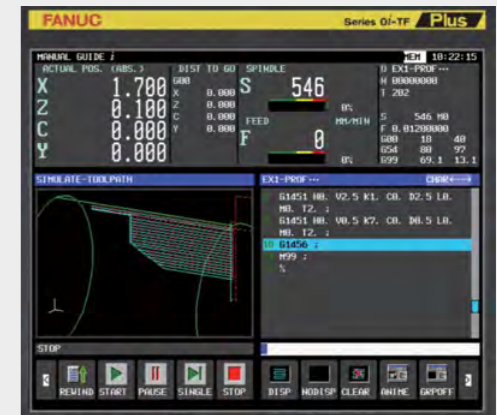 FANUC
Series 0i-TF Plus
MANUAL GUIDE i
MEM 10:22:15
ACTUAL POS. (ABS.)
DIST TO GO
SPINDLE
X 1.700
Z 0.100
C 0.000
Y 0.000
G00
X 0.000
Z 0.000
C 0.000
Y 0.000
S 546
0%
FEED
MM/MIN
F 0
0%
O EX1-PROF···
N 00000000
T 202
S 546 M0
F 0.01200000
G00 18 40
G54 80 97
G99 69.1 13.1
SIMULATE-TOOLPATH
EX1-PROF···
CHAR←→
G1451 H0. V2.5 K1. C0. D2.5 L0.
M0. T2. ;
G1451 H0. V0.5 K7. C0. D0.5 L0.
M0. T2. ;
G1456 ;
M99 ;
%
STOP
REWIND
START
PAUSE
SINGLE
STOP
DISP
NODISP
CLEAR
ANIME
GRPOFF